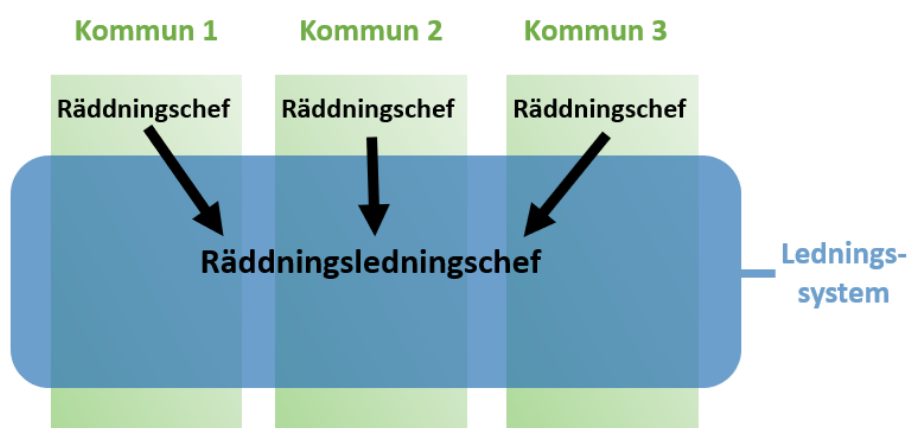 Kommun 1
Kommun 2
Kommun 3
Räddningschef
Räddningschef
Räddningschef
Räddningsledningschef
Lednings-
system